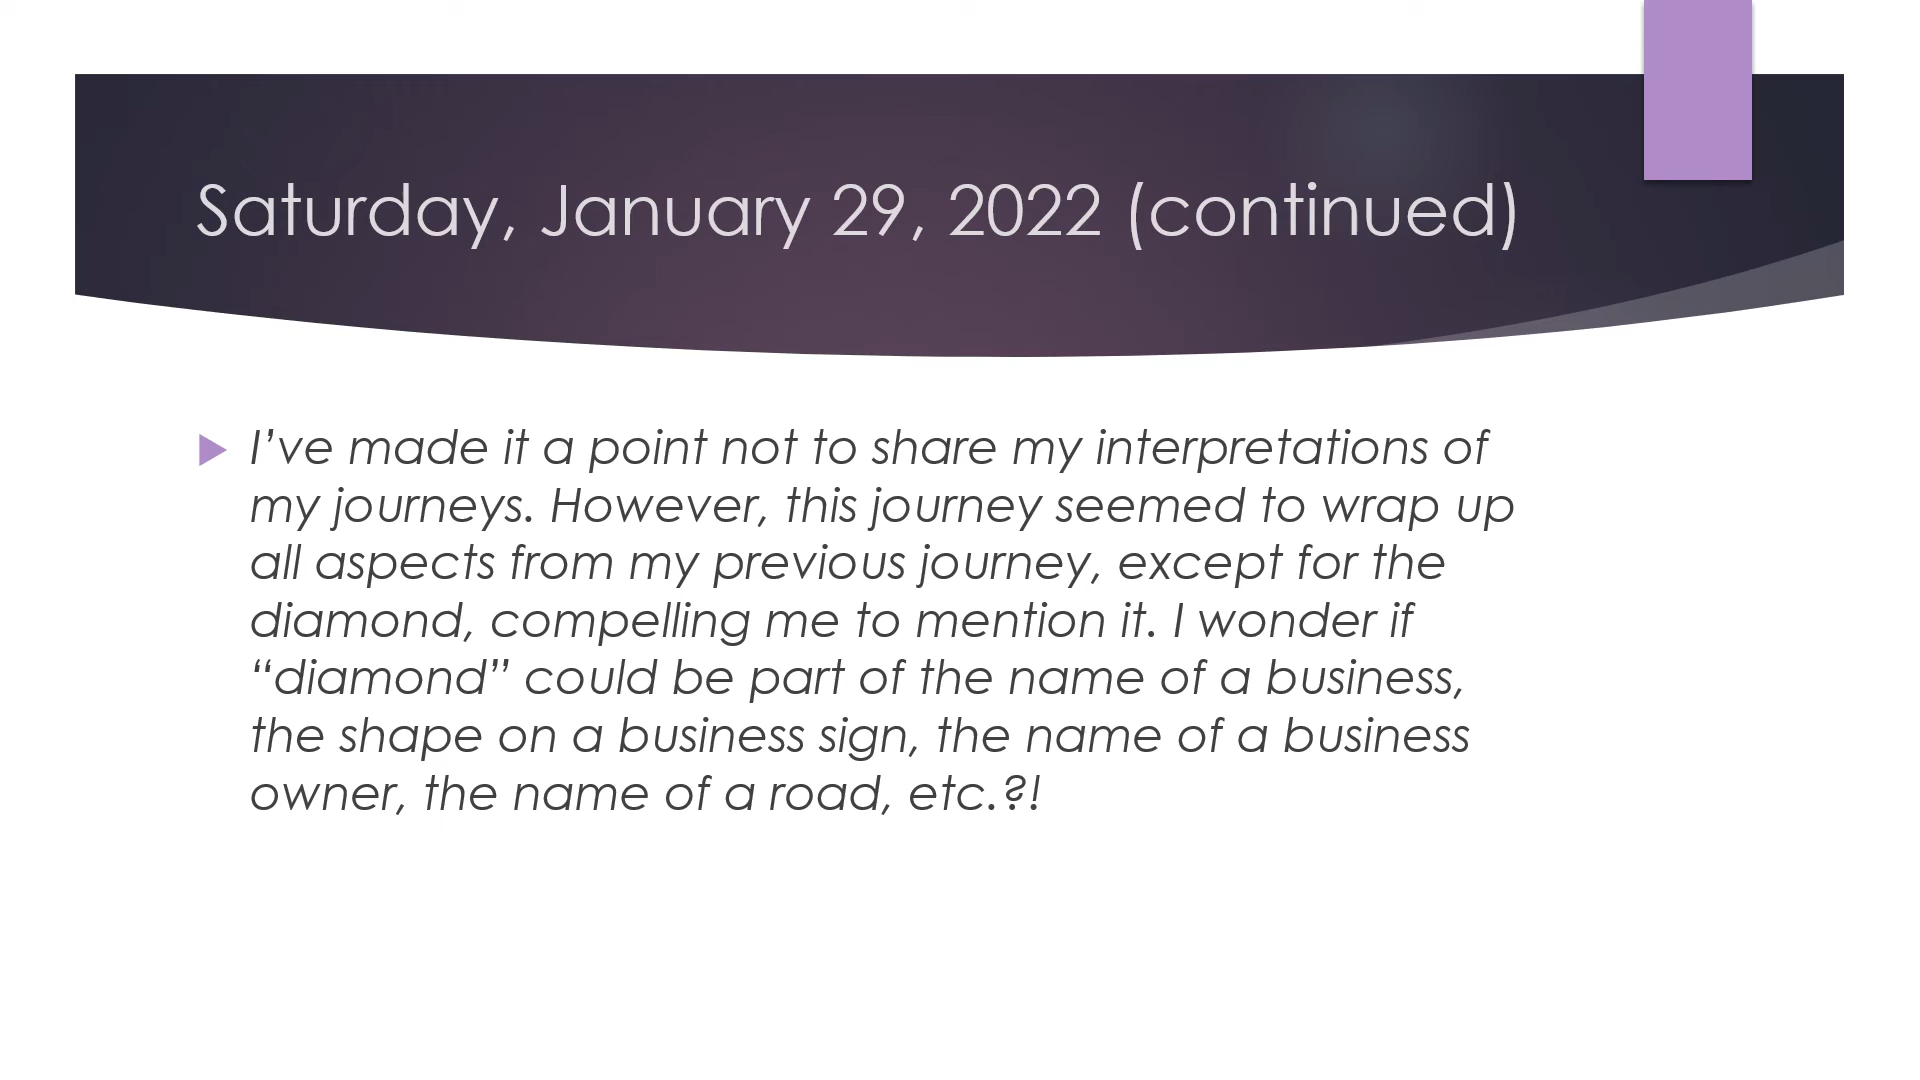 Saturday, January 29, 2022 (continued)
I’ve made it a point not to share my interpretations of
my journeys. However, this journey seemed to wrap up
all aspects from my previous journey, except for the
diamond, compelling me to mention it. I wonder if
“diamond” could be part of the name of a business,
the shape on a business sign, the name of a business
owner, the name of a road, etc.?!